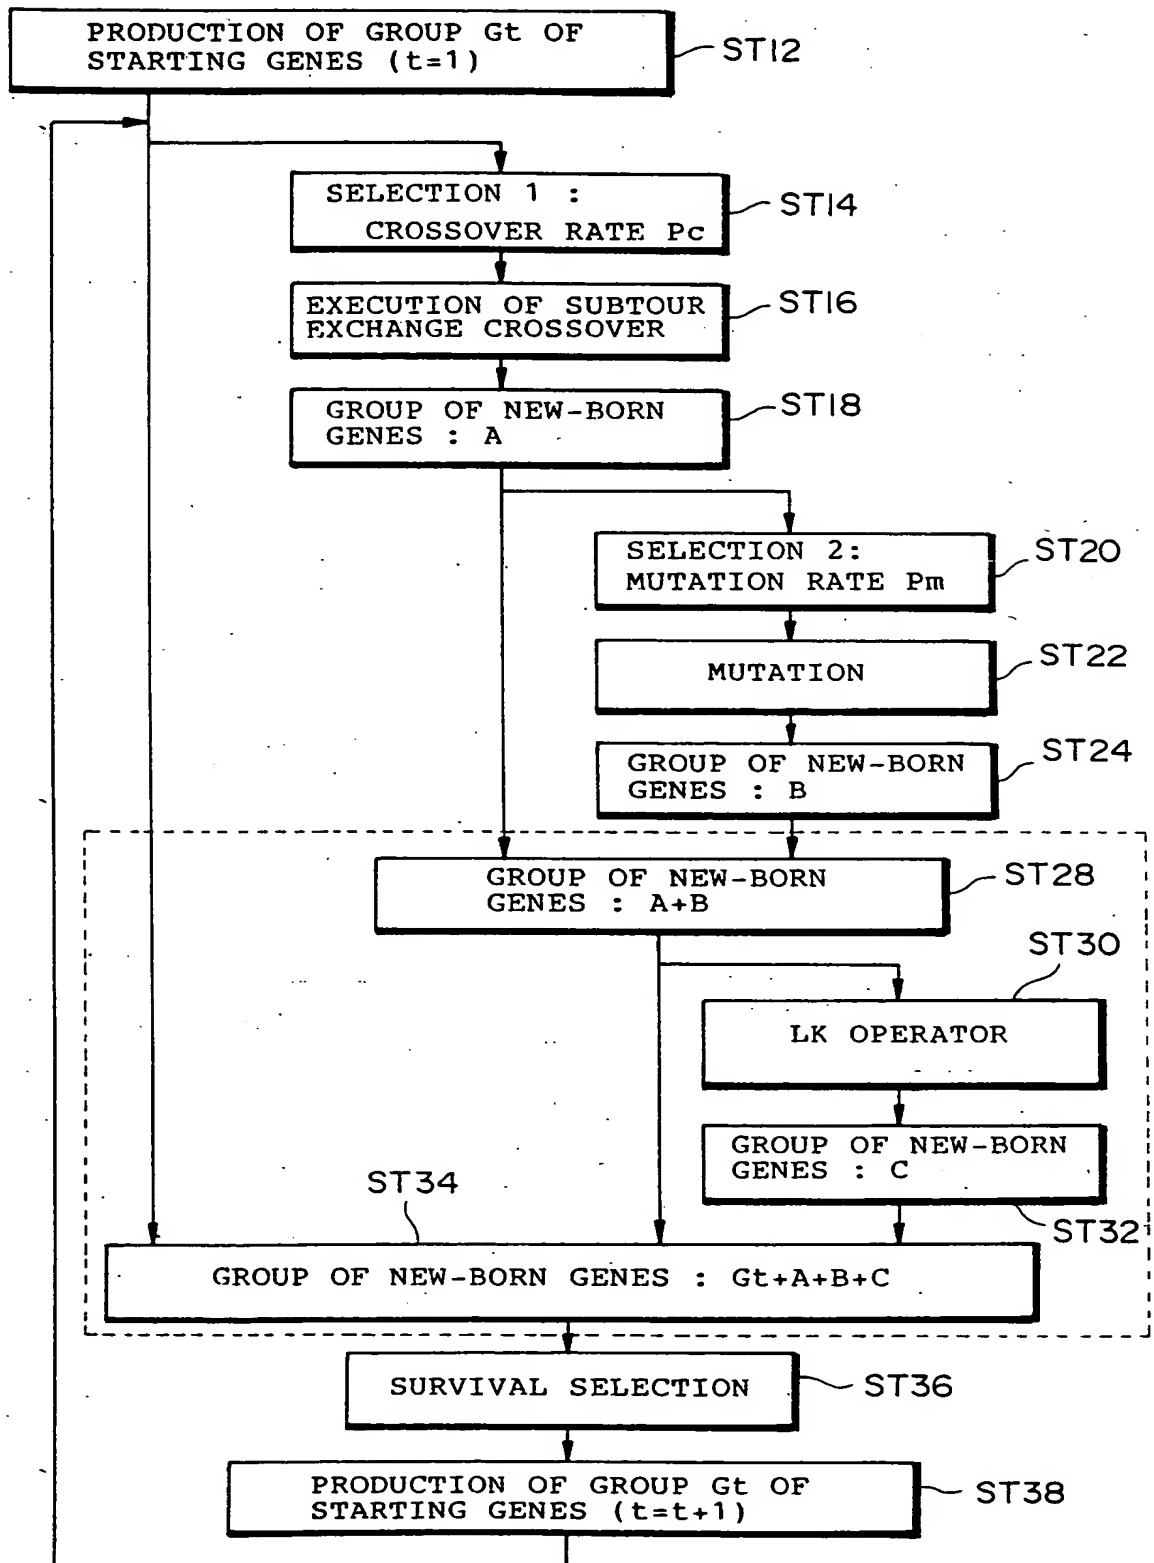 PRODUCTION OF GROUP Gt OF
STARTING GENES (t=1)
ST12
SELECTION 1 :
CROSSOVER RATE Pc
ST14
EXECUTION OF SUBTOUR
EXCHANGE CROSSOVER
ST16
GROUP OF NEW-BORN
GENES : A
ST18
SELECTION 2:
MUTATION RATE Pm
ST20
MUTATION
ST22
GROUP OF NEW-BORN
GENES : B
ST24
GROUP OF NEW-BORN
GENES : A+B
ST28
ST30
LK OPERATOR
GROUP OF NEW-BORN
GENES : C
ST32
ST34
GROUP OF NEW-BORN GENES : Gt+A+B+C
SURVIVAL SELECTION
ST36
PRODUCTION OF GROUP Gt OF
STARTING GENES (t=t+1)
ST38